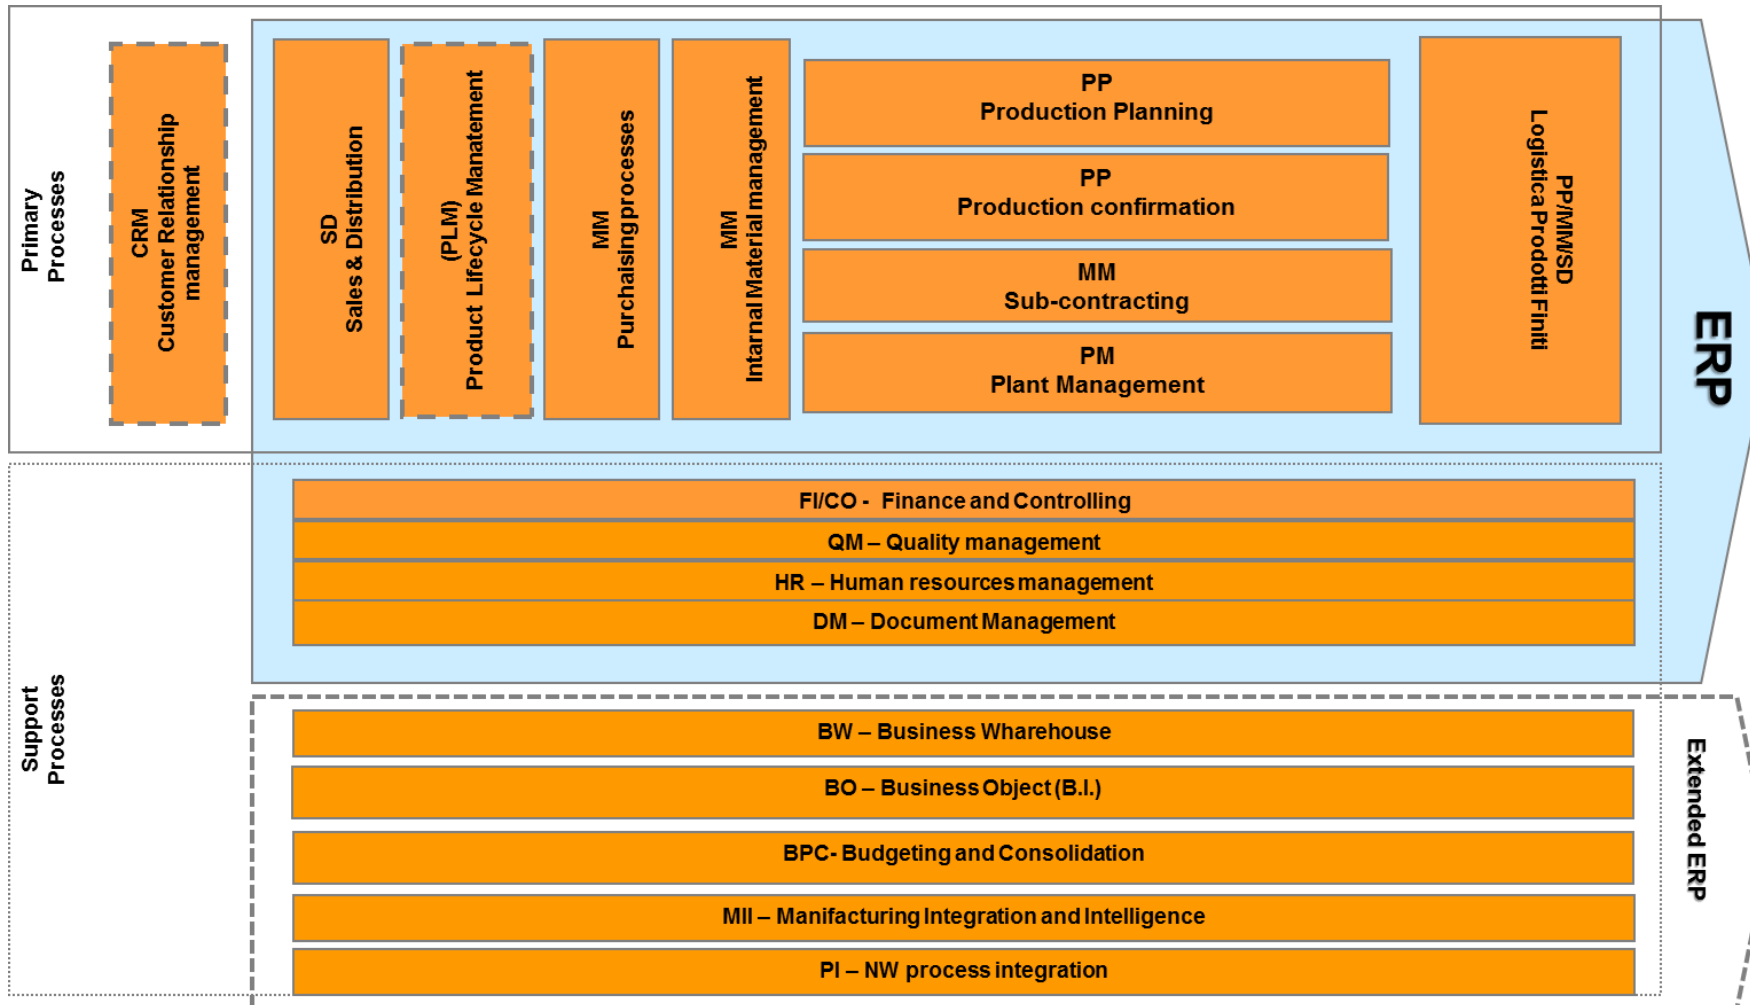 Primary
Processes
CRM
Customer Relationship
management
SD
Sales & Distribution
(PLM)
Product Lifecycle Manatement
MM
Purchaising processes
MM
Intarnal Material management
PP
Production Planning
PP
Production confirmation
MM
Sub-contracting
PM
Plant Management
PP/MM/SD
Logistica Prodotti Finiti
ERP
Support
Processes
FI/CO - Finance and Controlling
QM – Quality management
HR – Human resources management
DM – Document Management
BW – Business Wharehouse
BO – Business Object (B.I.)
BPC- Budgeting and Consolidation
MII – Manifacturing Integration and Intelligence
PI – NW process integration
Extended ERP